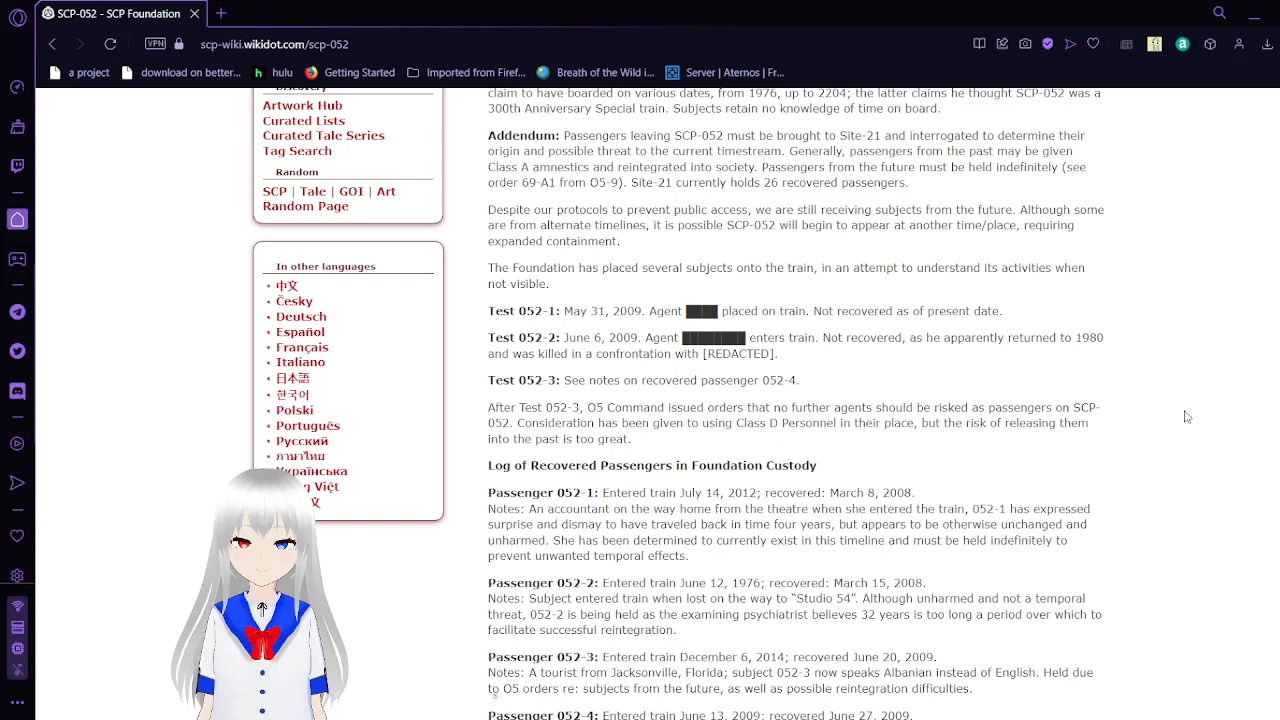 SCP-052 - SCP Foundation
VPN
scp-wiki.wikidot.com/scp-052
a project
download on better...
hulu
Getting Started
Imported from Firef...
Breath of the Wild i...
Server | Aternos | Fr...
Discovery
Artwork Hub
Curated Lists
Curated Tale Series
Tag Search
Random
SCP | Tale | GOI | Art
Random Page
In other languages
中文
Česky
Deutsch
Español
Français
Italiano
日本語
한국어
Polski
Português
Русский
ภาษาไทย
Українська
ng Việt
文
claim to have boarded on various dates, from 1976, up to 2204; the latter claims he thought SCP-052 was a
300th Anniversary Special train. Subjects retain no knowledge of time on board.
Addendum: Passengers leaving SCP-052 must be brought to Site-21 and interrogated to determine their
origin and possible threat to the current timestream. Generally, passengers from the past may be given
Class A amnestics and reintegrated into society. Passengers from the future must be held indefinitely (see
order 69-A1 from O5-9). Site-21 currently holds 26 recovered passengers.
Despite our protocols to prevent public access, we are still receiving subjects from the future. Although some
are from alternate timelines, it is possible SCP-052 will begin to appear at another time/place, requiring
expanded containment.
The Foundation has placed several subjects onto the train, in an attempt to understand its activities when
not visible.
Test 052-1: May 31, 2009. Agent ████ placed on train. Not recovered as of present date.
Test 052-2: June 6, 2009. Agent ████████ enters train. Not recovered, as he apparently returned to 1980
and was killed in a confrontation with [REDACTED].
Test 052-3: See notes on recovered passenger 052-4.
After Test 052-3, O5 Command issued orders that no further agents should be risked as passengers on SCP-
052. Consideration has been given to using Class D Personnel in their place, but the risk of releasing them
into the past is too great.
Log of Recovered Passengers in Foundation Custody
Passenger 052-1: Entered train July 14, 2012; recovered: March 8, 2008.
Notes: An accountant on the way home from the theatre when she entered the train, 052-1 has expressed
surprise and dismay to have traveled back in time four years, but appears to be otherwise unchanged and
unharmed. She has been determined to currently exist in this timeline and must be held indefinitely to
prevent unwanted temporal effects.
Passenger 052-2: Entered train June 12, 1976; recovered: March 15, 2008.
Notes: Subject entered train when lost on the way to “Studio 54”. Although unharmed and not a temporal
threat, 052-2 is being held as the examining psychiatrist believes 32 years is too long a period over which to
facilitate successful reintegration.
Passenger 052-3: Entered train December 6, 2014; recovered June 20, 2009.
Notes: A tourist from Jacksonville, Florida; subject 052-3 now speaks Albanian instead of English. Held due
to O5 orders re: subjects from the future, as well as possible reintegration difficulties.
Passenger 052-4: Entered train June 13, 2009; recovered June 27, 2009.